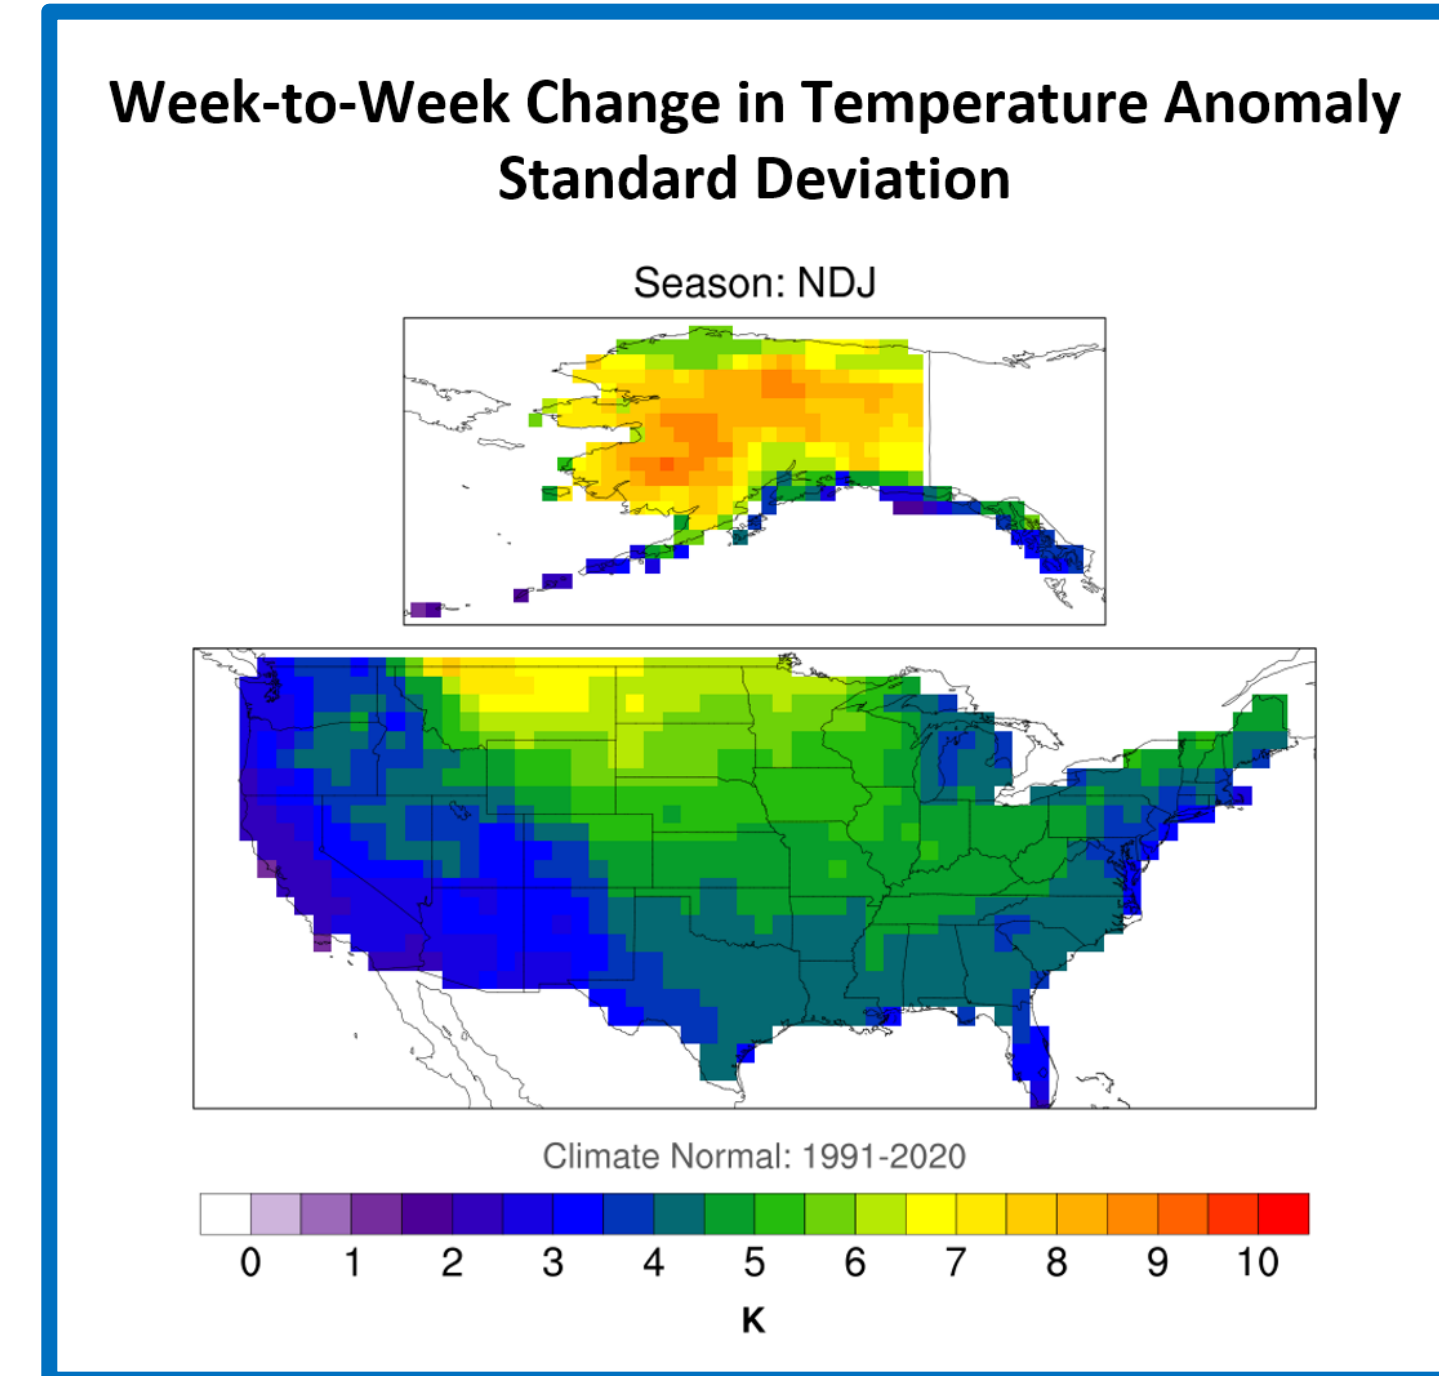 Week-to-Week Change in Temperature Anomaly
Standard Deviation
Season: NDJ
Climate Normal: 1991-2020
0 1 2 3 4 5 6 7 8 9 10
K